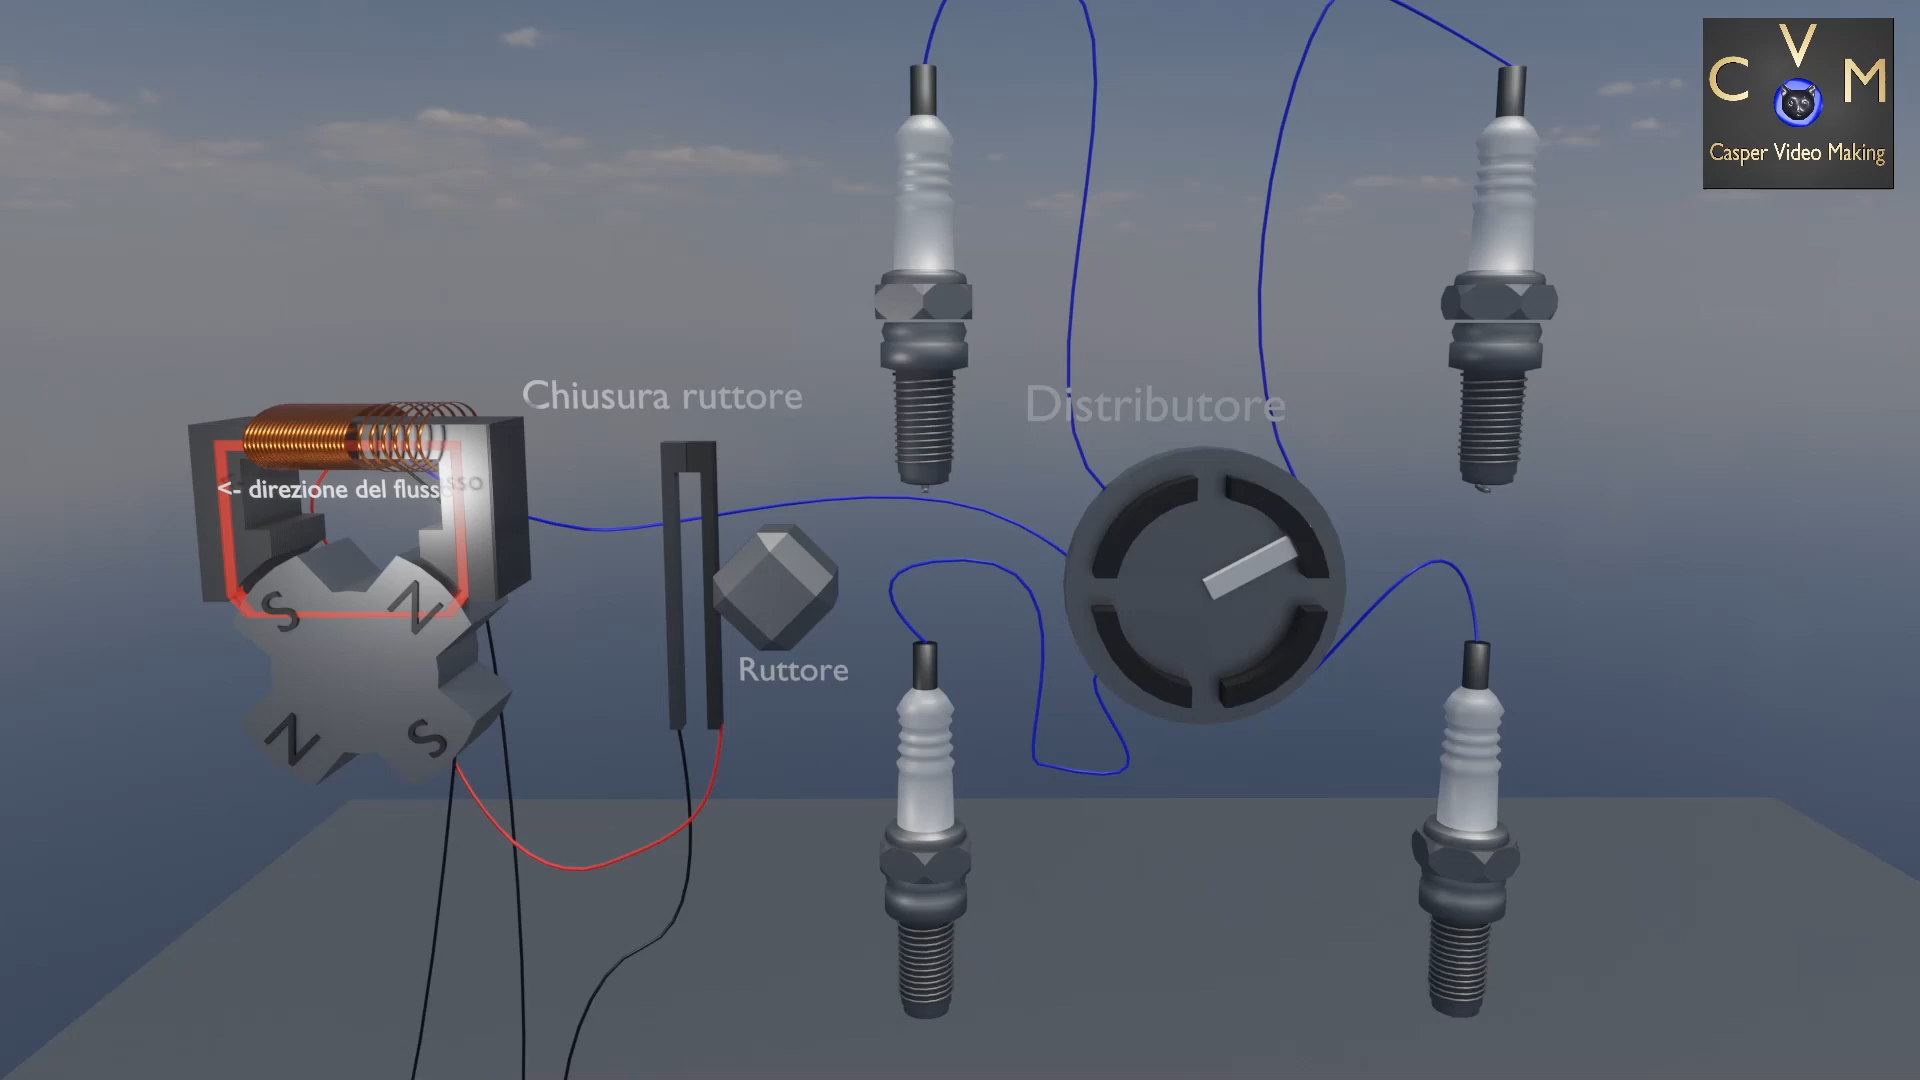 C V M
Casper Video Making
Chiusura ruttore
Distributore
<- direzione del flusso
S N
Ruttore
N S